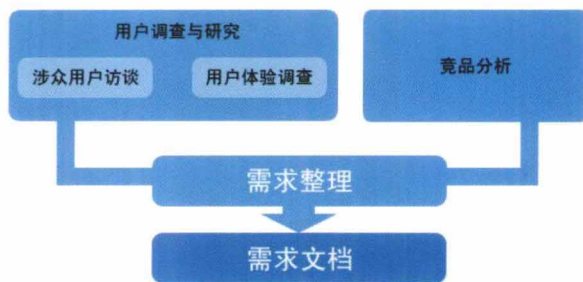 用户调查与研究
涉众用户访谈
用户体验调查
竞品分析
需求整理
需求文档